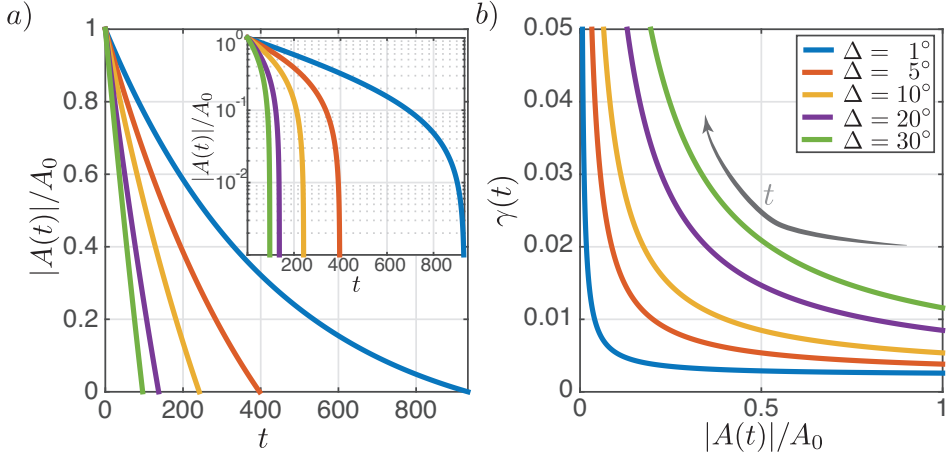 a)
|A(t)|/A₀
1
0.8
0.6
0.4
0.2
0
0 200 400 600 800
t
|A(t)|/A₀
10⁰
10⁻¹
10⁻²
200 400 600 800
t
b)
γ(t)
0.05
0.04
0.03
0.02
0.01
0
0 0.5 1
|A(t)|/A₀
t
Δ = 1°
Δ = 5°
Δ = 10°
Δ = 20°
Δ = 30°